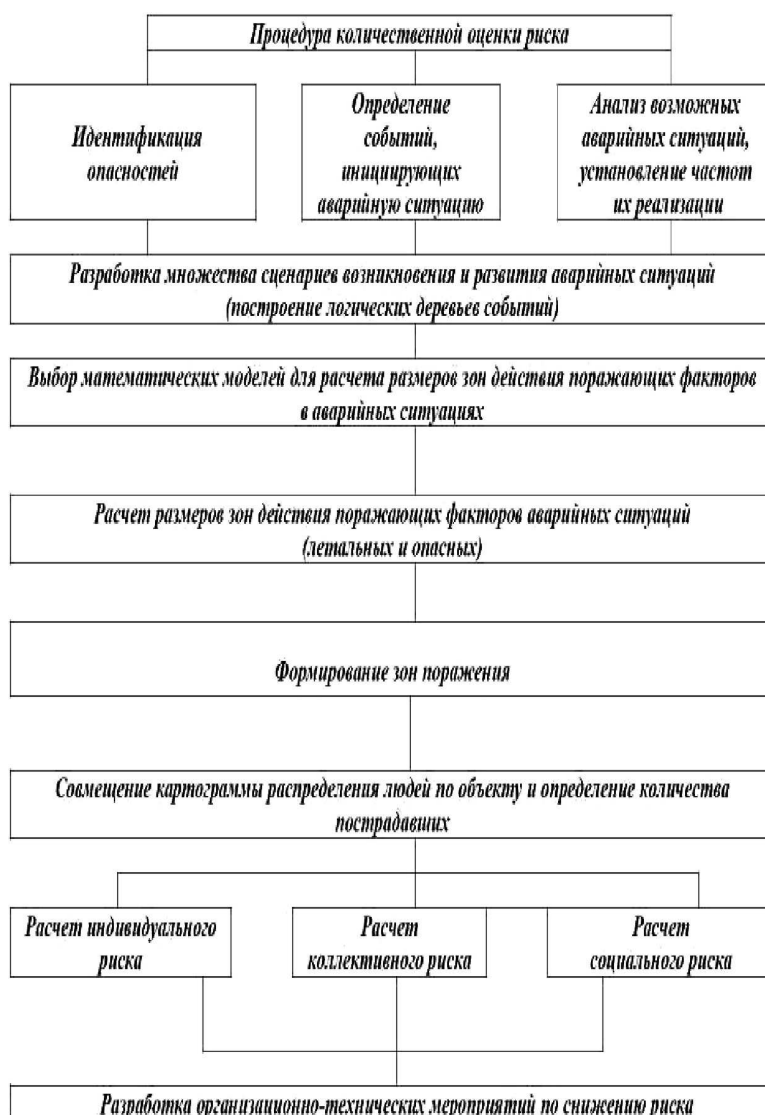 Процедура количественной оценки риска
Идентификация
опасностей
Определение
событий,
инициирующих
аварийную ситуацию
Анализ возможных
аварийных ситуаций,
установление частот
их реализации
Разработка множества сценариев возникновения и развития аварийных ситуаций
(построение логических деревьев событий)
Выбор математических моделей для расчета размеров зон действия поражающих факторов
в аварийных ситуациях
Расчет размеров зон действия поражающих факторов аварийных ситуаций
(летальных и опасных)
Формирование зон поражения
Совмещение картограммы распределения людей по объекту и определение количества
пострадавших
Расчет индивидуального
риска
Расчет
коллективного риска
Расчет
социального риска
Разработка организационно-технических мероприятий по снижению риска